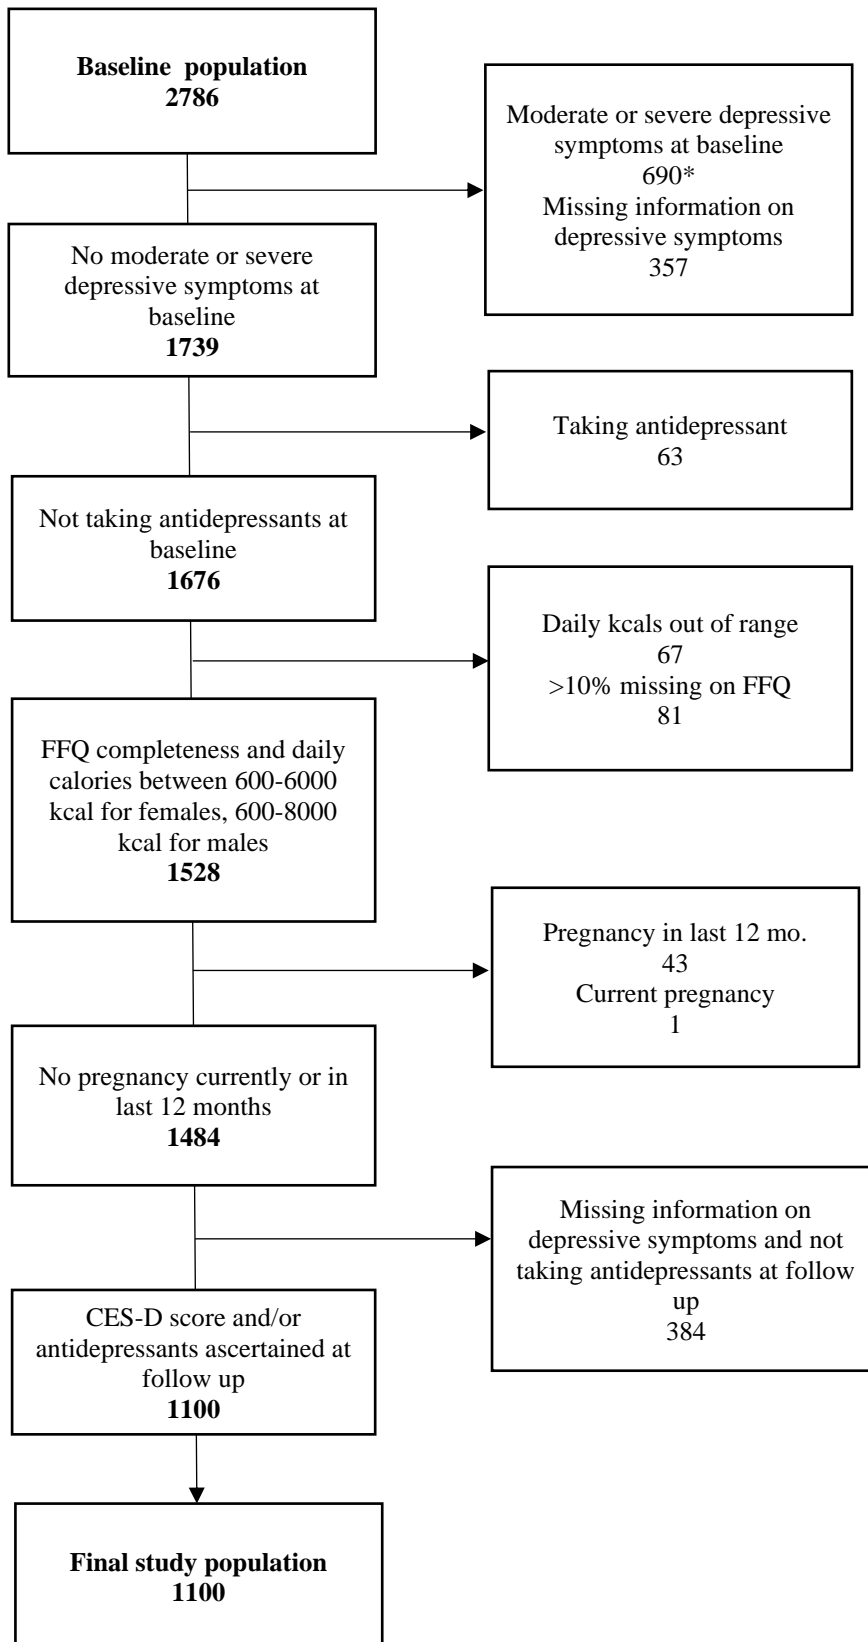 Baseline population
2786
Moderate or severe depressive
symptoms at baseline
690*
Missing information on
depressive symptoms
357
No moderate or severe
depressive symptoms at
baseline
1739
Taking antidepressant
63
Not taking antidepressants at
baseline
1676
Daily kcals out of range
67
>10% missing on FFQ
81
FFQ completeness and daily
calories between 600-6000
kcal for females, 600-8000
kcal for males
1528
Pregnancy in last 12 mo.
43
Current pregnancy
1
No pregnancy currently or in
last 12 months
1484
Missing information on
depressive symptoms and not
taking antidepressants at follow
up
384
CES-D score and/or
antidepressants ascertained at
follow up
1100
Final study population
1100